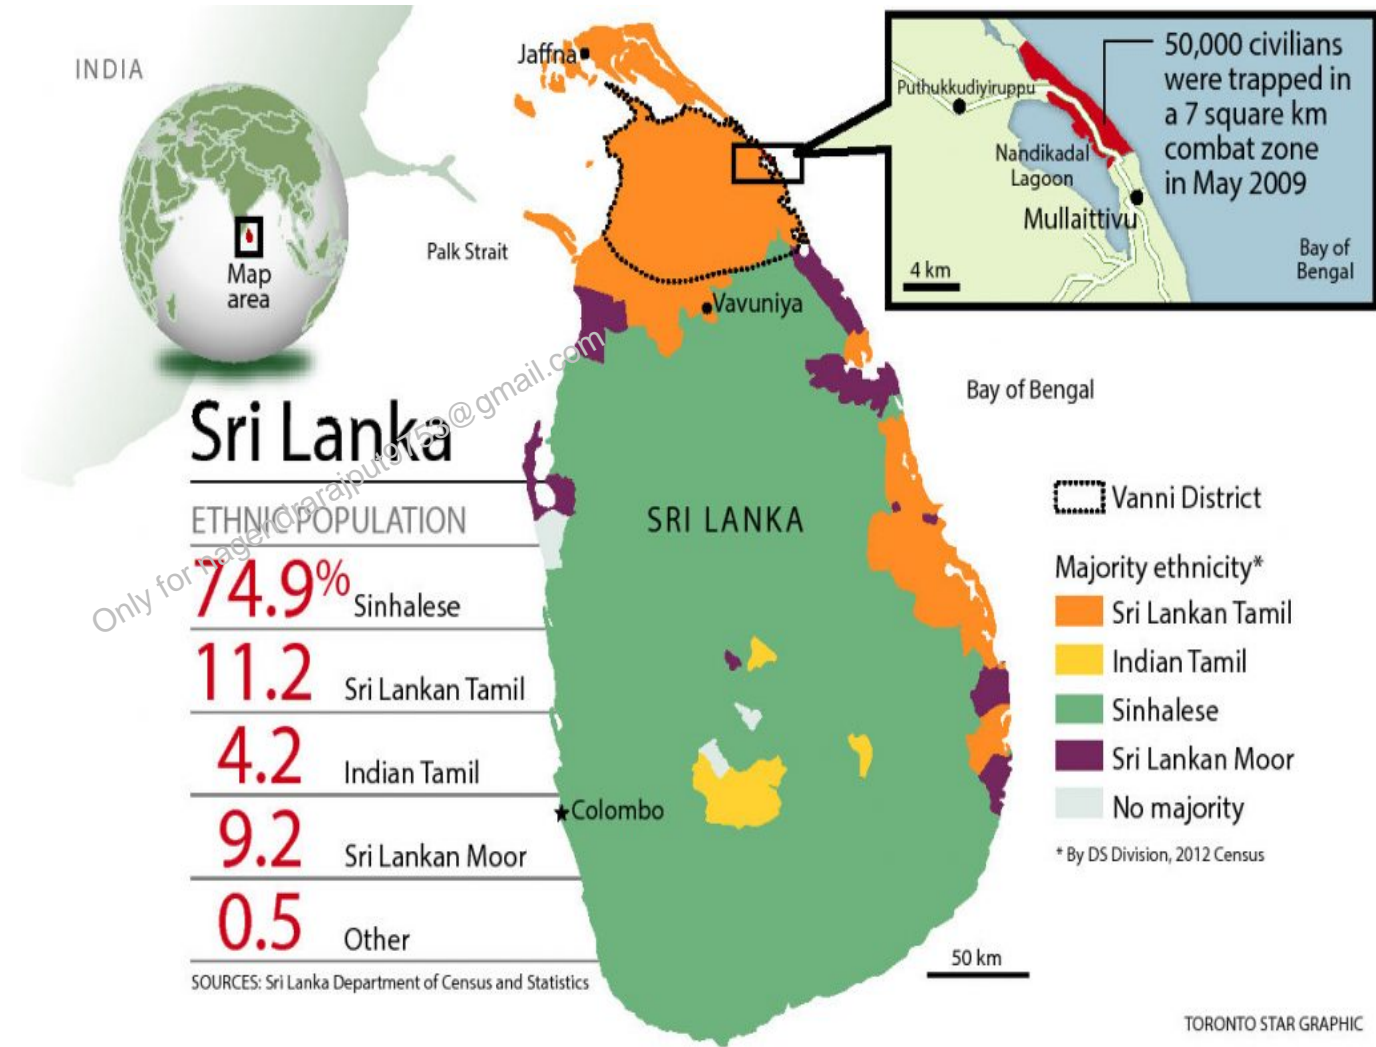 INDIA
Map
area
Palk Strait
Jaffna
Vavuniya
SRI LANKA
Colombo
Bay of Bengal
50 km
Puthukkudiyiruppu
Nandikadal
Lagoon
Mullaittivu
4 km
Bay of
Bengal
50,000 civilians
were trapped in
a 7 square km
combat zone
in May 2009
Sri Lanka
ETHNIC POPULATION
74.9% Sinhalese
11.2 Sri Lankan Tamil
4.2 Indian Tamil
9.2 Sri Lankan Moor
0.5 Other
SOURCES: Sri Lanka Department of Census and Statistics
Vanni District
Majority ethnicity*
Sri Lankan Tamil
Indian Tamil
Sinhalese
Sri Lankan Moor
No majority
* By DS Division, 2012 Census
TORONTO STAR GRAPHIC
Only for